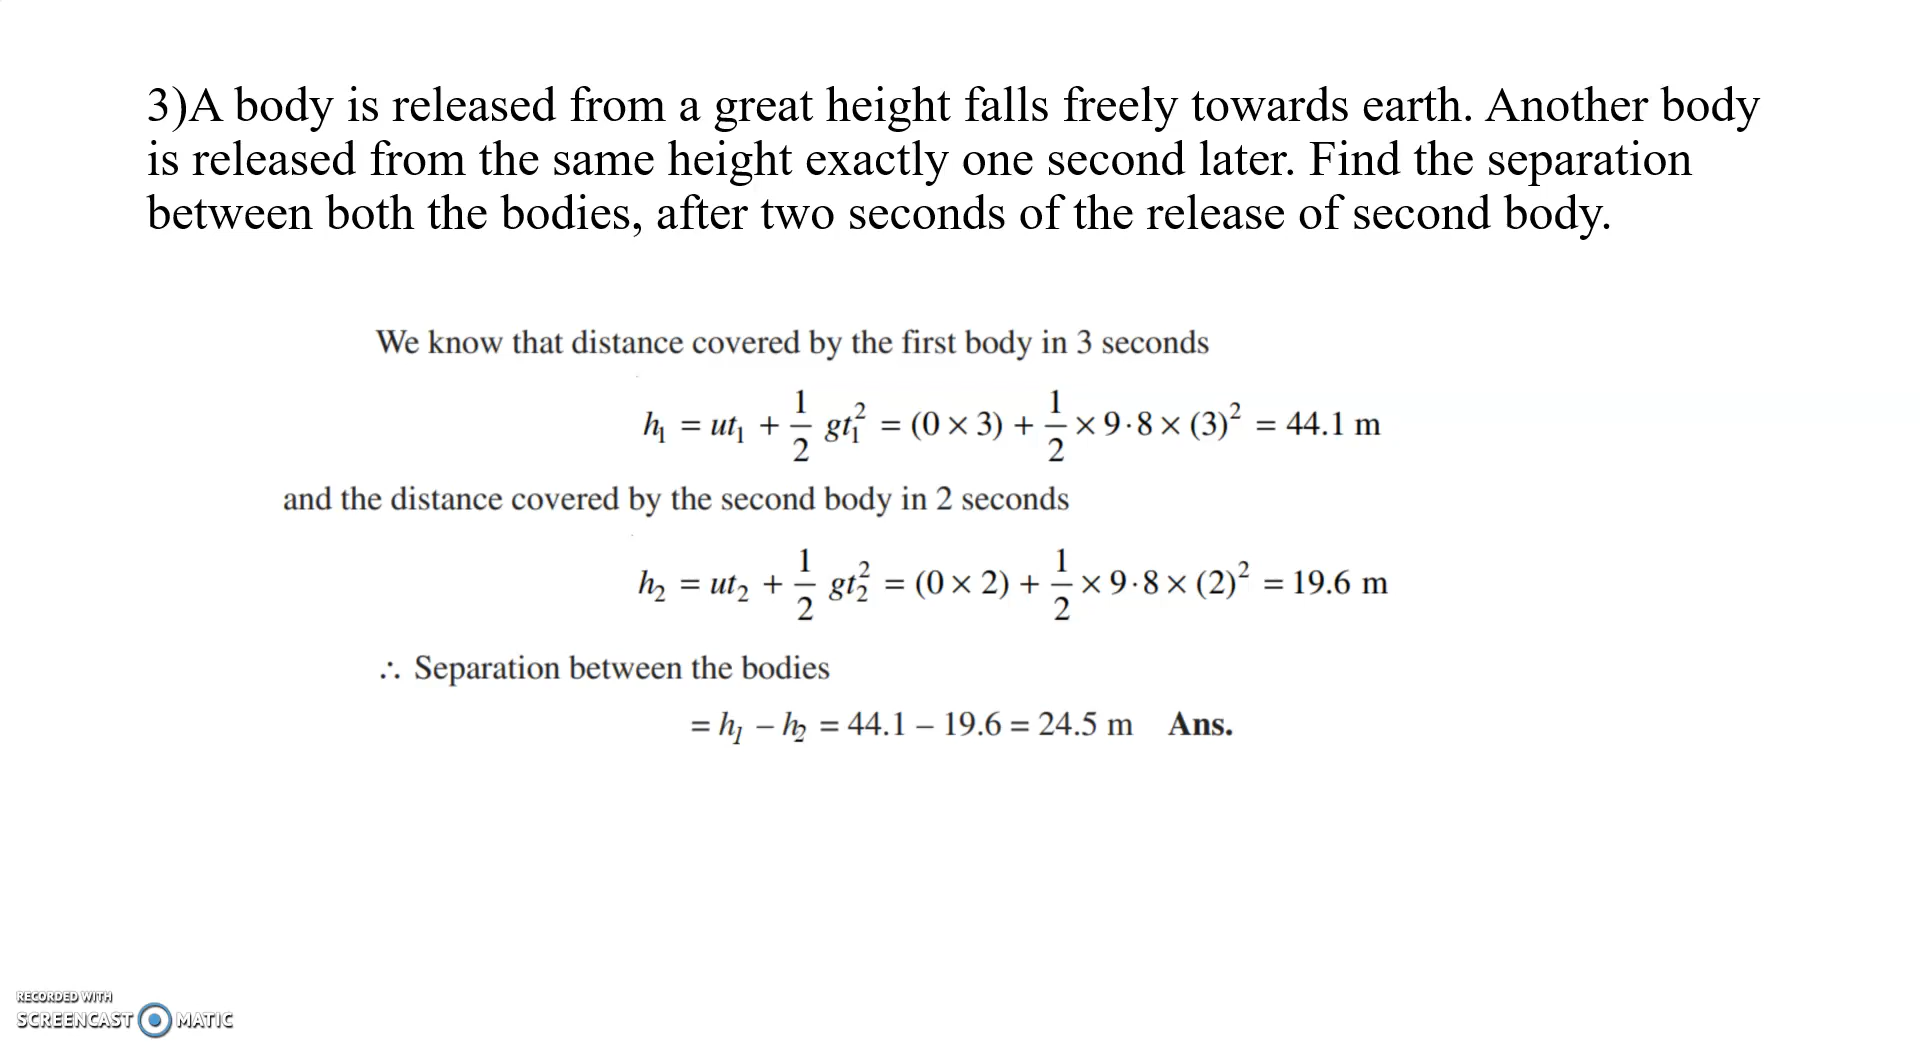 3)A body is released from a great height falls freely towards earth. Another body
is released from the same height exactly one second later. Find the separation
between both the bodies, after two seconds of the release of second body.
We know that distance covered by the first body in 3 seconds
h₁ = ut₁ + 1/2 gt₁² = (0 × 3) + 1/2 × 9·8 × (3)² = 44.1 m
and the distance covered by the second body in 2 seconds
h₂ = ut₂ + 1/2 gt₂² = (0 × 2) + 1/2 × 9·8 × (2)² = 19.6 m
∴ Separation between the bodies
= h₁ – h₂ = 44.1 – 19.6 = 24.5 m Ans.
RECORDED WITH
SCREENCAST MATIC